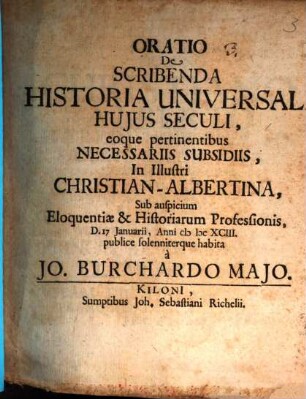 ORATIO
De
SCRIBENDA
HISTORIA UNIVERSAL
HUJUS SECULI,
eoque pertinentibus
NECESSARIIS SUBSIDIIS,
In Illustri
CHRISTIAN-ALBERTINA,
Sub auspicium
Eloquentiæ & Historiarum Professionis,
D. 17 Januarii, Anni cIɔ Iɔc XCIII.
publice solenniterque habita
à
JO. BURCHARDO MAJO.
KILONI,
Sumptibus Joh. Sebastiani Richelii.